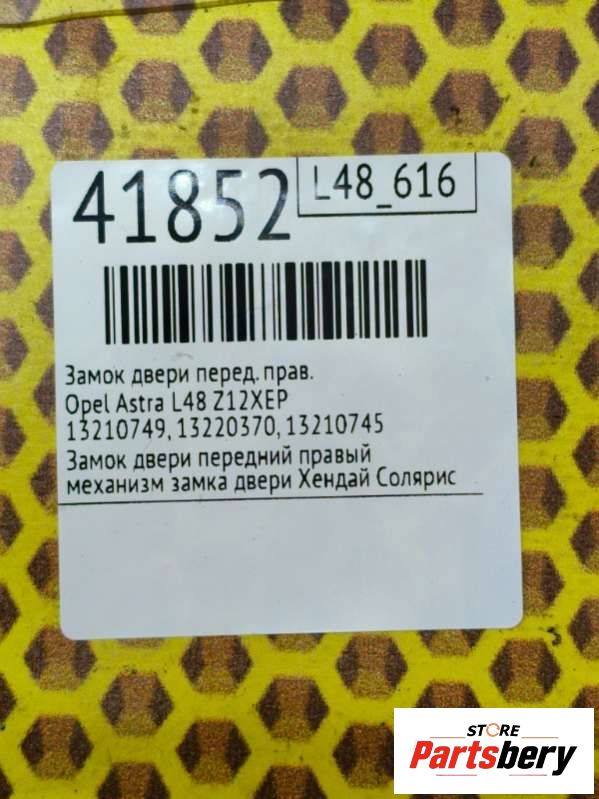 41852
L48_616
Замок двери перед. прав.
Opel Astra L48 Z12XEP
13210749, 13220370, 13210745
Замок двери передний правый
механизм замка двери Хендай Солярис
STORE
Partsbery